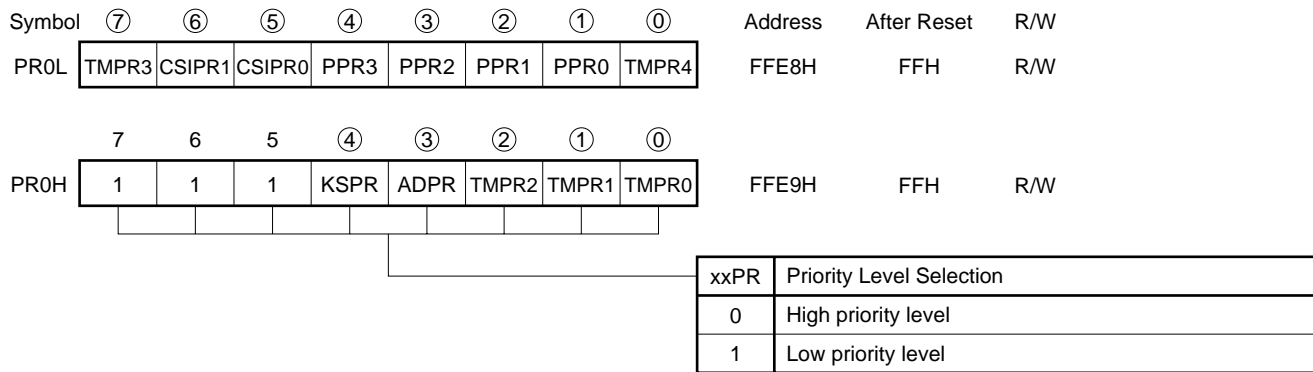 Symbol ⑦ ⑥ ⑤ ④ ③ ② ① ⓪ Address After Reset R/W
PR0L TMPR3 CSIPR1 CSIPR0 PPR3 PPR2 PPR1 PPR0 TMPR4 FFE8H FFH R/W
7 6 5 ④ ③ ② ① ⓪
PR0H 1 1 1 KSPR ADPR TMPR2 TMPR1 TMPR0 FFE9H FFH R/W
xxPR Priority Level Selection
0 High priority level
1 Low priority level